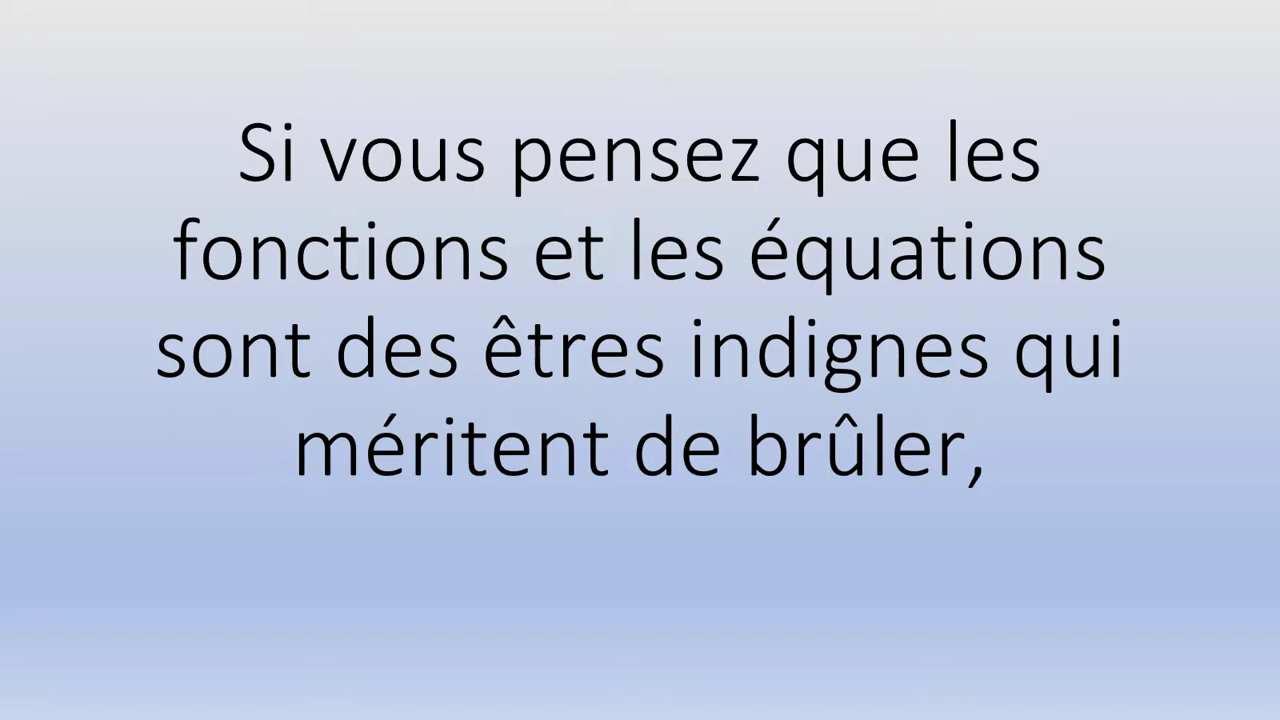 Si vous pensez que les
fonctions et les équations
sont des êtres indignes qui
méritent de brûler,